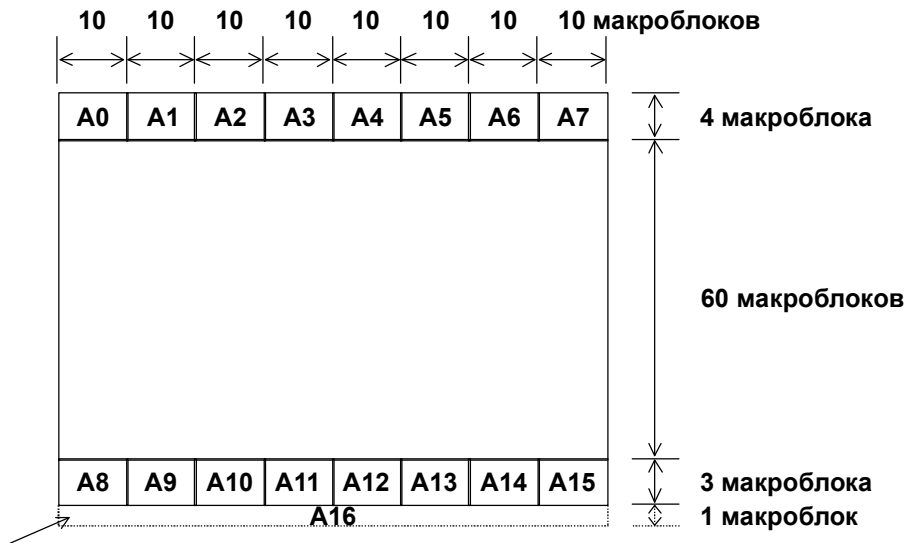 10 10 10 10 10 10 10 10 макроблоков
A0 A1 A2 A3 A4 A5 A6 A7
4 макроблока
60 макроблоков
A8 A9 A10 A11 A12 A13 A14 A15
3 макроблока
A16
1 макроблок